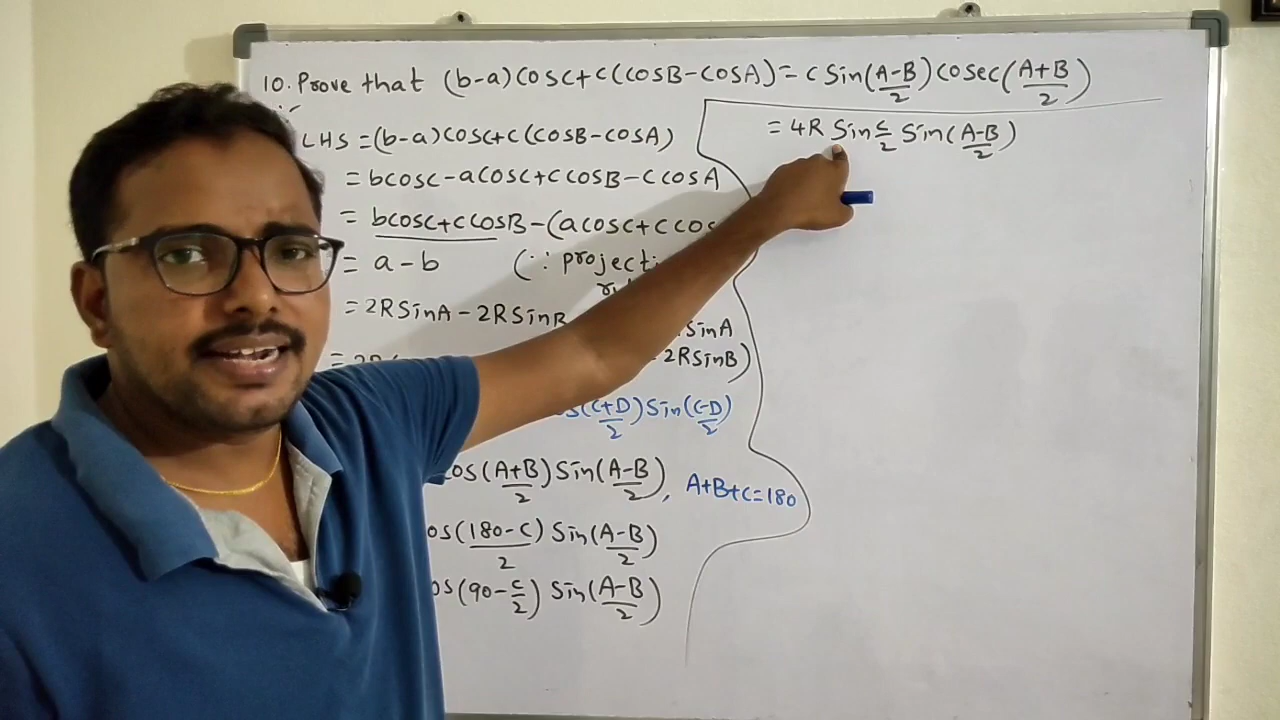 10. Prove that (b-a)cosc+c(cosB-cosA)=c Sin(A-B/2)cosec(A+B/2)
LHS=(b-a)cosc+c(cosB-cosA)
=bcosc-acosc+ccosB-ccosA
=bcosc+ccosB-(acosc+ccos
=a-b (∵ projecti
=2RSinA-2RSinB
SinA
2RSinB)
(C+D/2)Sin(C-D/2)
cos(A+B/2)Sin(A-B/2), A+B+C=180
os(180-C/2)Sin(A-B/2)
os(90-C/2)Sin(A-B/2)
=4R Sin C/2 Sin(A-B/2)